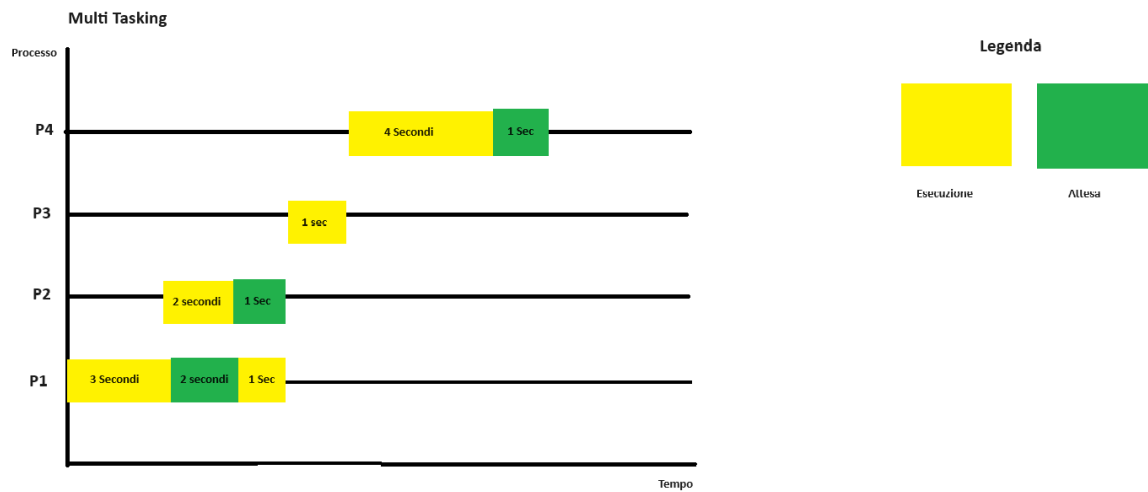 Multi Tasking
Processo
Legenda
P4
4 Secondi
1 Sec
Esecuzione
Attesa
P3
1 sec
P2
2 secondi
1 Sec
P1
3 Secondi
2 secondi
1 Sec
Tempo